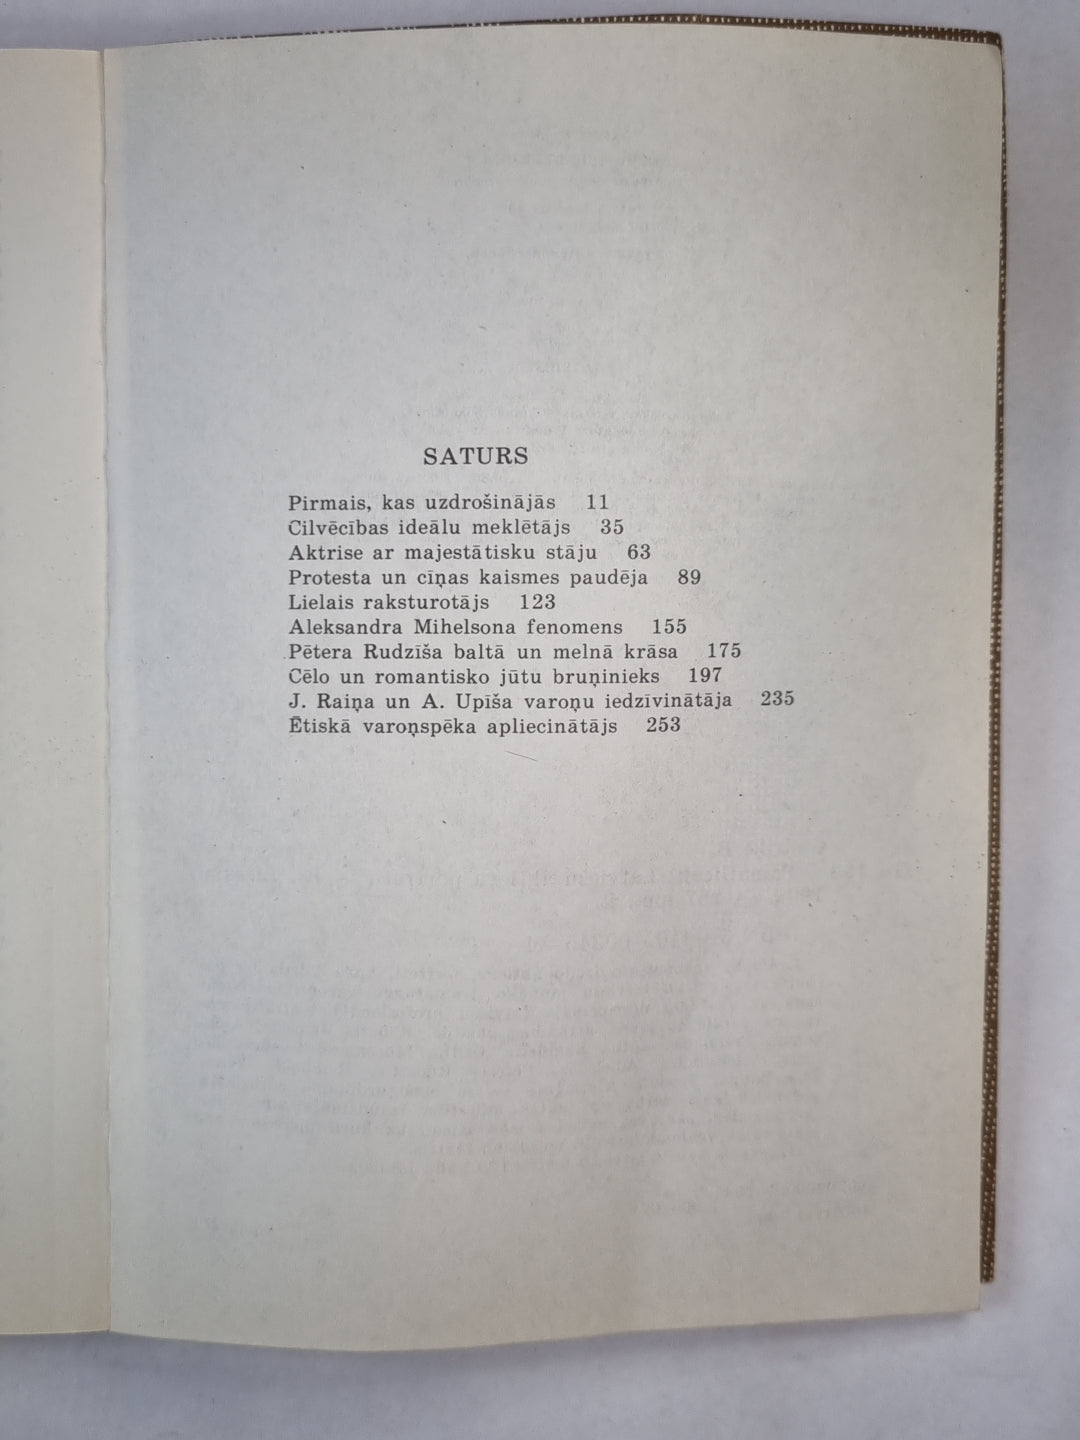 SATURS
Pirmais, kas uzdrošinājās 11
Cilvēcības ideālu meklētājs 35
Aktrise ar majestātisku stāju 63
Protesta un cīņas kaismes paudēja 89
Lielais raksturotājs 123
Aleksandra Mihelsona fenomens 155
Pētera Rudzīša baltā un melnā krāsa 175
Cēlo un romantisko jūtu bruņinieks 197
J. Raiņa un A. Upīša varoņu iedzīvinātāja 235
Ētiskā varoņspēka apliecinātājs 253